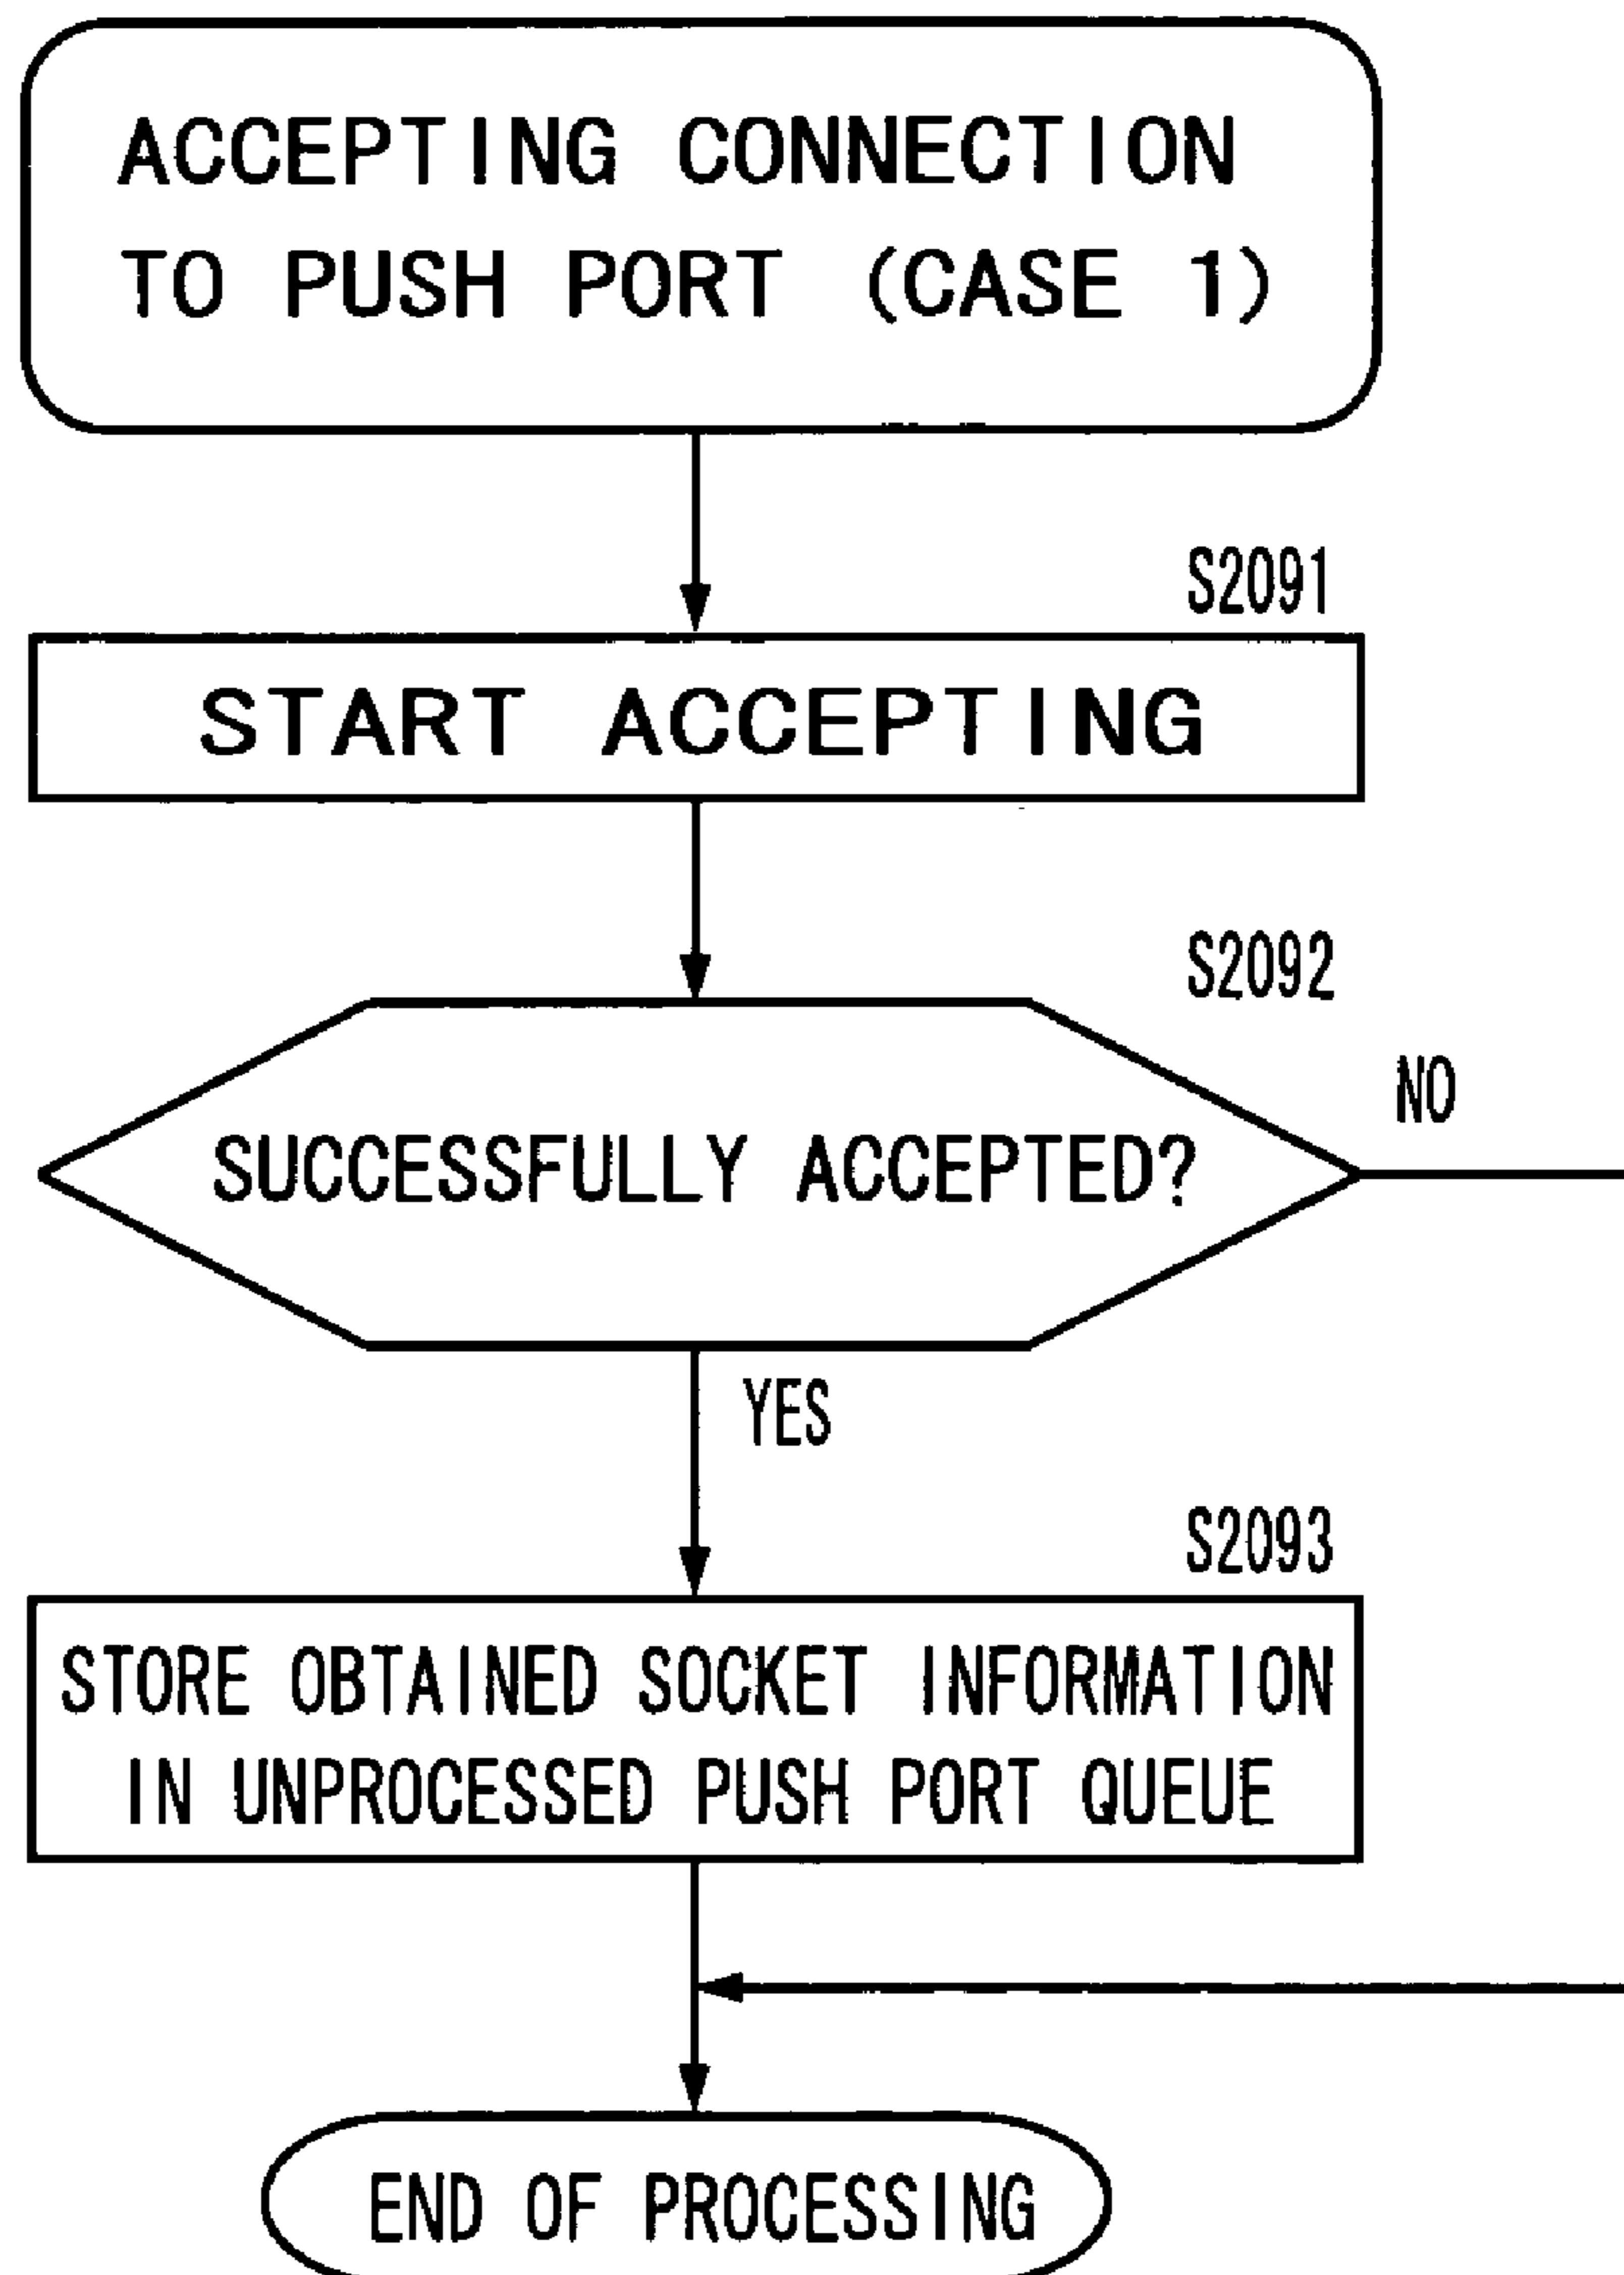 ACCEPTING CONNECTION
TO PUSH PORT (CASE 1)
S2091
START ACCEPTING
S2092
NO
SUCCESSFULLY ACCEPTED?
YES
S2093
STORE OBTAINED SOCKET INFORMATION
IN UNPROCESSED PUSH PORT QUEUE
END OF PROCESSING